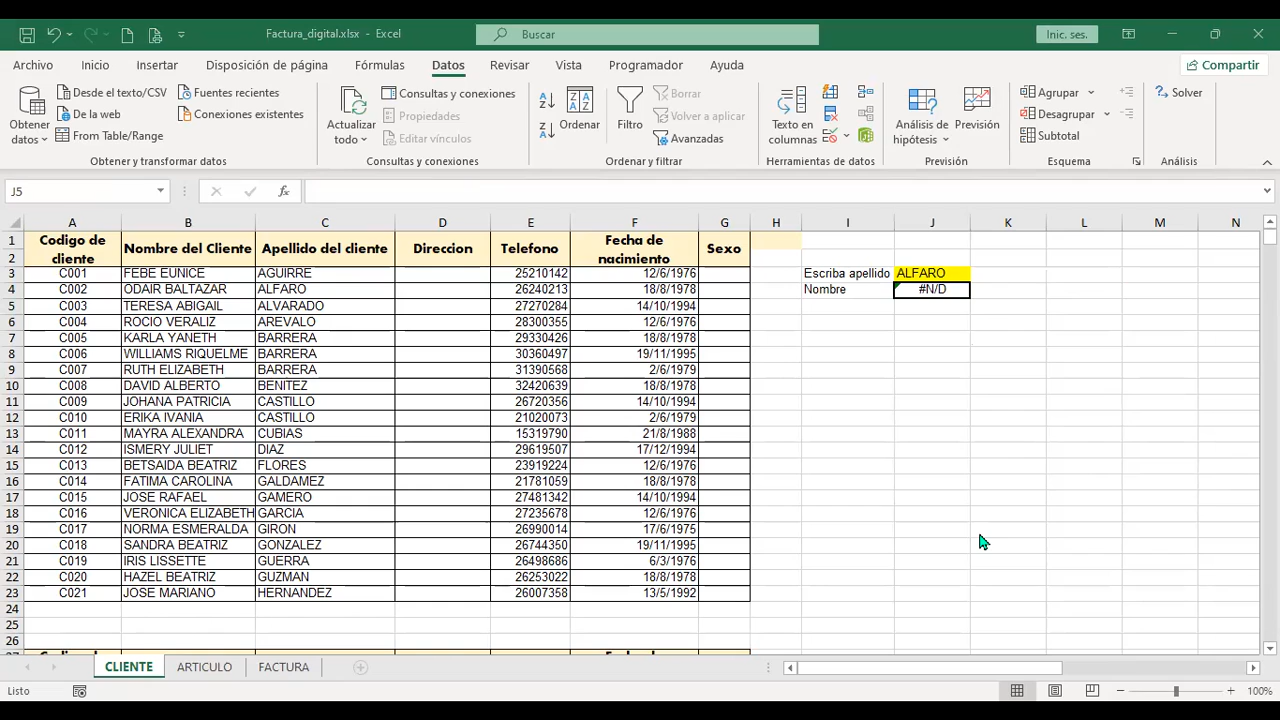 Factura_digital.xlsx - Excel
Buscar
Inic. ses.
Archivo Inicio Insertar Disposición de página Fórmulas Datos Revisar Vista Programador Ayuda Compartir
Obtener datos
Desde el texto/CSV
De la web
From Table/Range
Fuentes recientes
Conexiones existentes
Obtener y transformar datos
Actualizar todo
Consultas y conexiones
Propiedades
Editar vínculos
Consultas y conexiones
Ordenar
Filtro
Borrar
Volver a aplicar
Avanzadas
Ordenar y filtrar
Texto en columnas
Herramientas de datos
Análisis de hipótesis
Previsión
Previsión
Agrupar
Desagrupar
Subtotal
Esquema
Solver
Análisis
J5
fx
A B C D E F G H I J K L M N
1 Codigo de cliente Nombre del Cliente Apellido del cliente Direccion Telefono Fecha de nacimiento Sexo
2
3 C001 FEBE EUNICE AGUIRRE 25210142 12/6/1976 Escriba apellido ALFARO
4 C002 ODAIR BALTAZAR ALFARO 26240213 18/8/1978 Nombre #N/D
5 C003 TERESA ABIGAIL ALVARADO 27270284 14/10/1994
6 C004 ROCIO VERALIZ AREVALO 28300355 12/6/1976
7 C005 KARLA YANETH BARRERA 29330426 18/8/1978
8 C006 WILLIAMS RIQUELME BARRERA 30360497 19/11/1995
9 C007 RUTH ELIZABETH BARRERA 31390568 2/6/1979
10 C008 DAVID ALBERTO BENITEZ 32420639 18/8/1978
11 C009 JOHANA PATRICIA CASTILLO 26720356 14/10/1994
12 C010 ERIKA IVANIA CASTILLO 21020073 2/6/1979
13 C011 MAYRA ALEXANDRA CUBIAS 15319790 21/8/1988
14 C012 ISMERY JULIET DIAZ 29619507 17/12/1994
15 C013 BETSAIDA BEATRIZ FLORES 23919224 12/6/1976
16 C014 FATIMA CAROLINA GALDAMEZ 21781059 18/8/1978
17 C015 JOSE RAFAEL GAMERO 27481342 14/10/1994
18 C016 VERONICA ELIZABETH GARCIA 27235678 12/6/1976
19 C017 NORMA ESMERALDA GIRON 26990014 17/6/1975
20 C018 SANDRA BEATRIZ GONZALEZ 26744350 19/11/1995
21 C019 IRIS LISSETTE GUERRA 26498686 6/3/1976
22 C020 HAZEL BEATRIZ GUZMAN 26253022 18/8/1978
23 C021 JOSE MARIANO HERNANDEZ 26007358 13/5/1992
24
25
26
CLIENTE ARTICULO FACTURA
Listo
100%